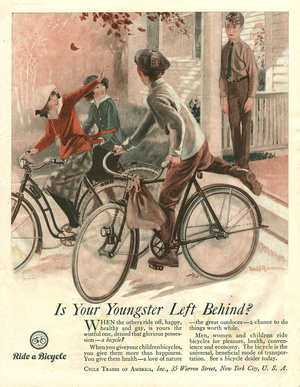 Is Your Youngster Left Behind?
WHEN the others ride off, happy,
healthy and gay, is yours the
wistful one, denied that glorious posses-
sion—a bicycle?
When you give your children bicycles,
you give them more than happiness.
You give them health—a love of nature
—the great outdoors—a chance to do
things worth while.
Men, women and children ride
bicycles for pleasure, health, conven-
ience and economy. The bicycle is the
universal, beneficial mode of transporta-
tion. See a bicycle dealer today.
Ride a Bicycle
CYCLE TRADES OF AMERICA, INC., 35 Warren Street, New York City, U. S. A.